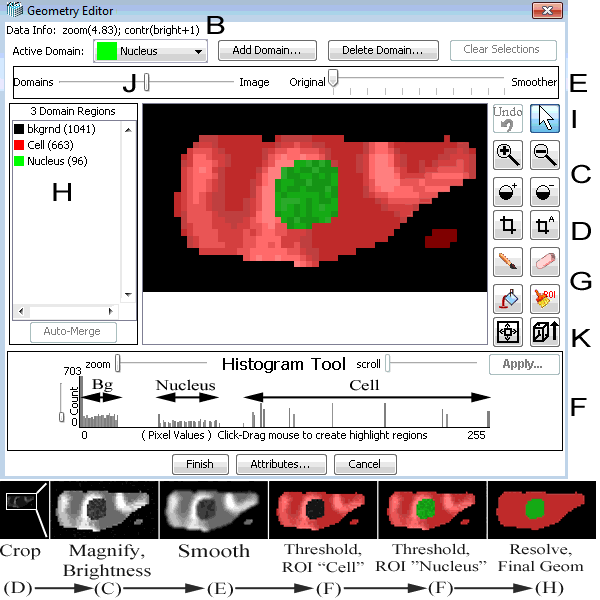 Geometry Editor
Data Info: zoom(4.83); contr(bright+1)
B
Active Domain: Nucleus Add Domain... Delete Domain... Clear Selections
Domains J Image Original Smoother E
3 Domain Regions
bkgrnd (1041)
Cell (663)
Nucleus (96)
H
Auto-Merge
Undo
I
C
A
D
G
ROI
K
zoom Histogram Tool scroll Apply...
703
Count
0
Bg Nucleus Cell
F
0 ( Pixel Values ) Click-Drag mouse to create highlight regions 255
Finish Attributes... Cancel
Crop Magnify, Brightness Smooth Threshold, ROI "Cell" Threshold, ROI "Nucleus" Resolve, Final Geom
(D) (C) (E) (F) (F) (H)